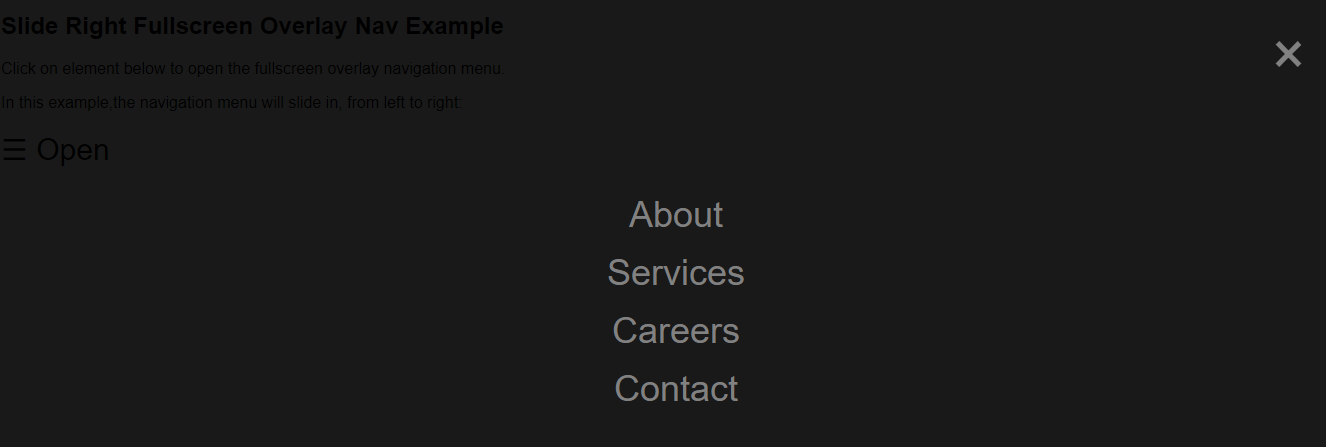 Slide Right Fullscreen Overlay Nav Example
×
Click on element below to open the fullscreen overlay navigation menu.
In this example,the navigation menu will slide in, from left to right:
☰ Open
About
Services
Careers
Contact